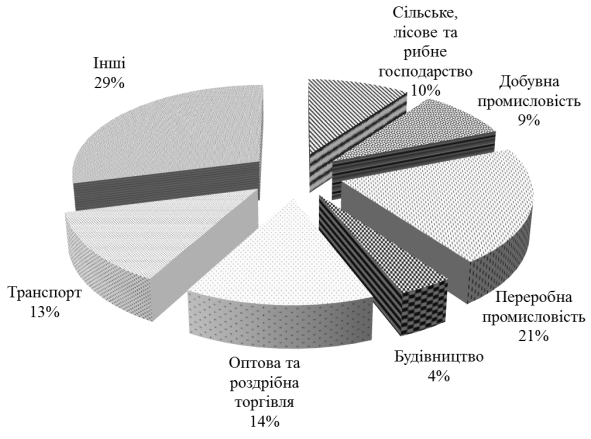 Сільське,
лісове та
рибне
господарство
10%
Добувна
промисловість
9%
Переробна
промисловість
21%
Будівництво
4%
Оптова та
роздрібна
торгівля
14%
Транспорт
13%
Інші
29%